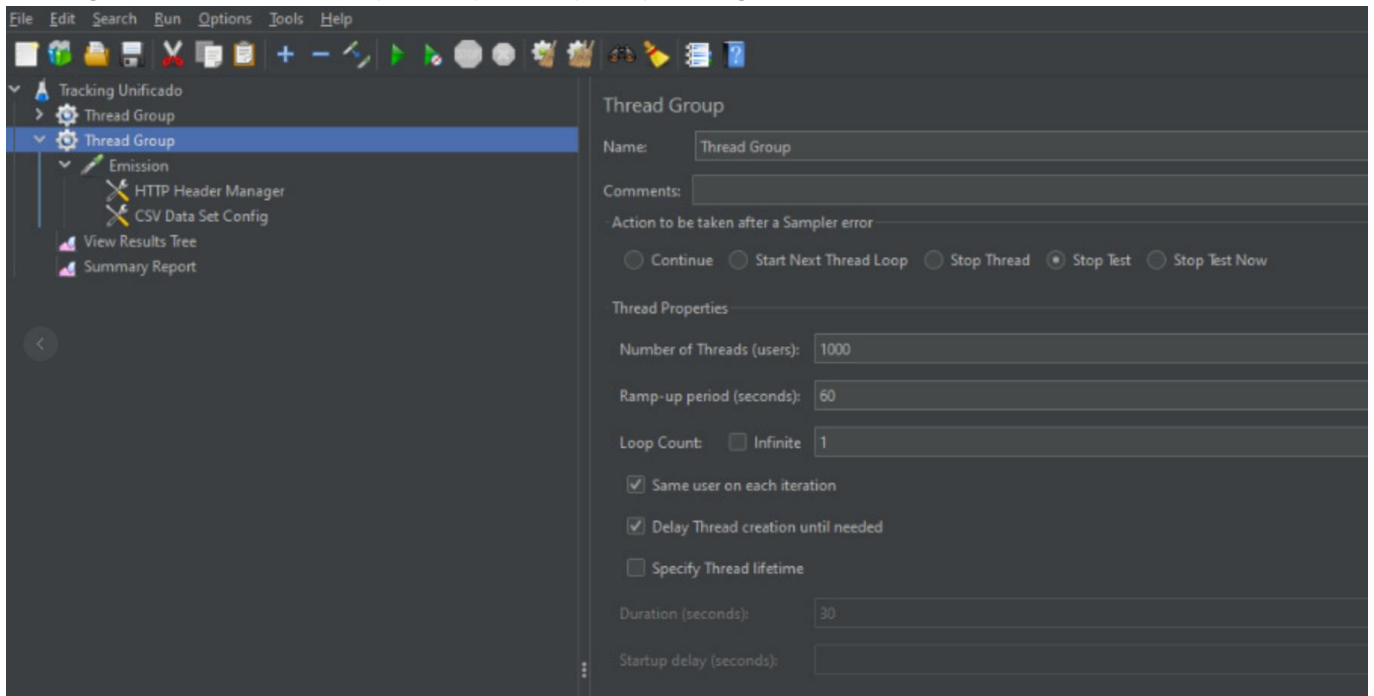 File Edit Search Run Options Tools Help
Tracking Unificado
Thread Group
Thread Group
Emission
HTTP Header Manager
CSV Data Set Config
View Results Tree
Summary Report
Thread Group
Name: Thread Group
Comments:
Action to be taken after a Sampler error
Continue Start Next Thread Loop Stop Thread Stop Test Stop Test Now
Thread Properties
Number of Threads (users): 1000
Ramp-up period (seconds): 60
Loop Count: Infinite 1
Same user on each iteration
Delay Thread creation until needed
Specify Thread lifetime
Duration (seconds): 30
Startup delay (seconds):